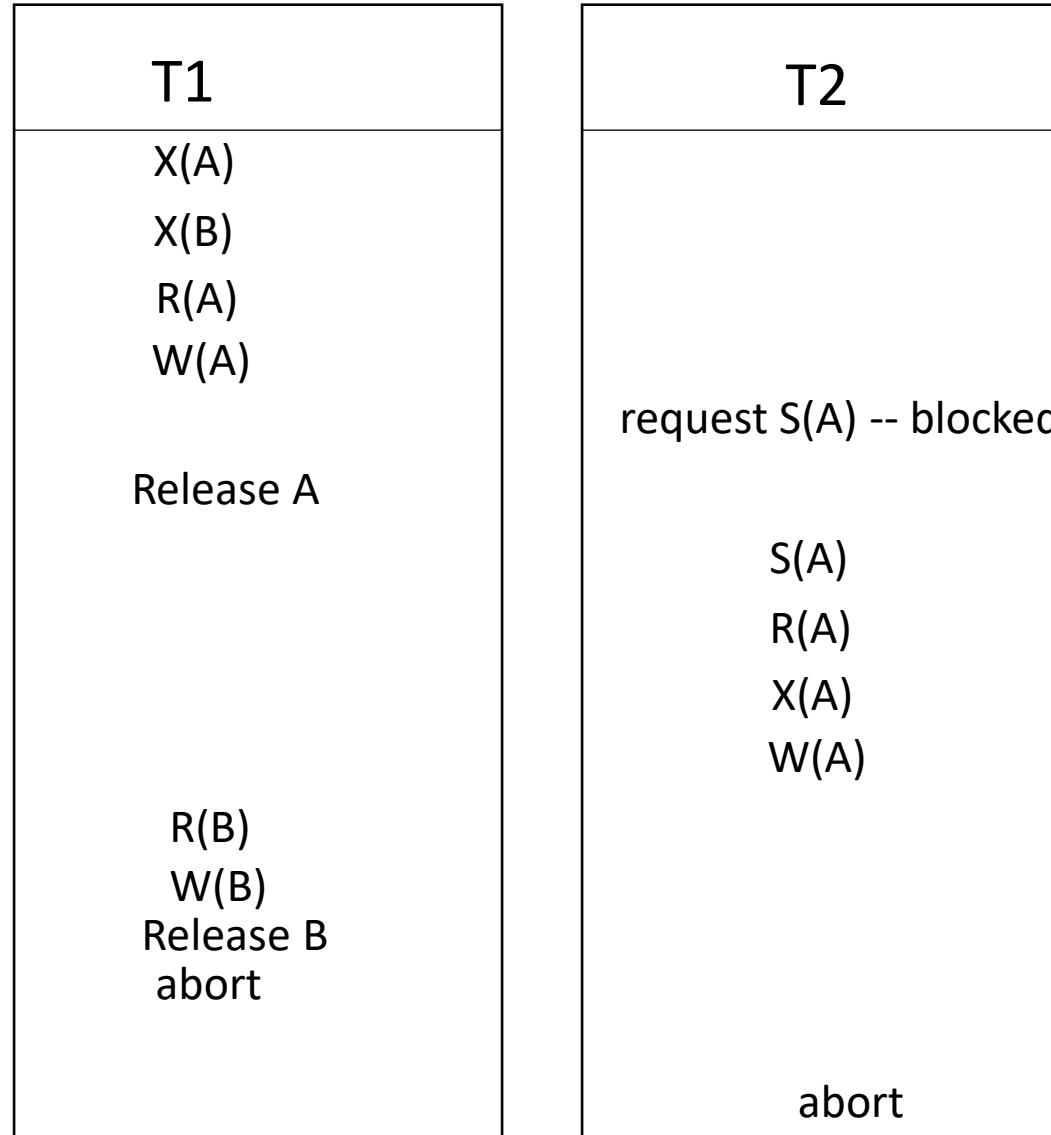 T1
X(A)
X(B)
R(A)
W(A)
Release A
R(B)
W(B)
Release B
abort
T2
request S(A) -- blocked
S(A)
R(A)
X(A)
W(A)
abort